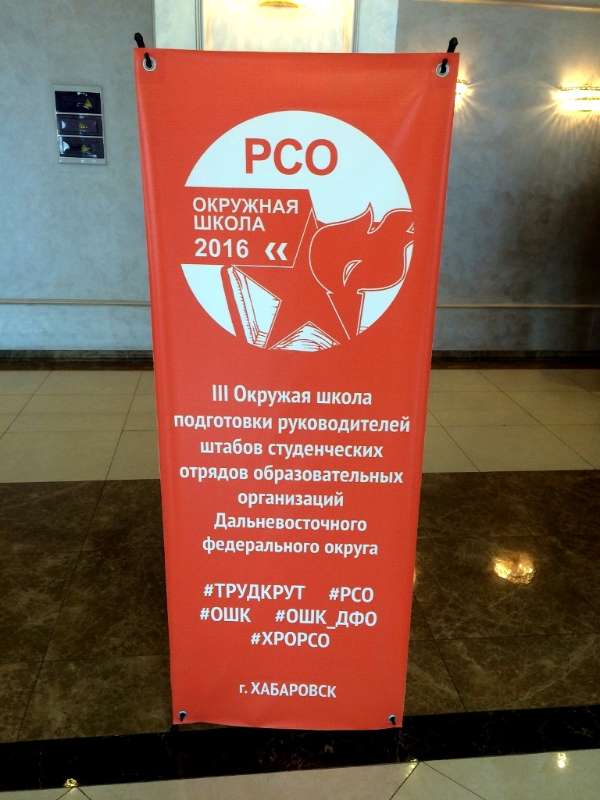 РСО
ОКРУЖНАЯ
ШКОЛА
2016 «
III Окружая школа
подготовки руководителей
штабов студенческих
отрядов образовательных
организаций
Дальневосточного
федерального округа
#ТРУДКРУТ #РСО
#ОШК #ОШК_ДФО
#ХРОРСО
г. ХАБАРОВСК